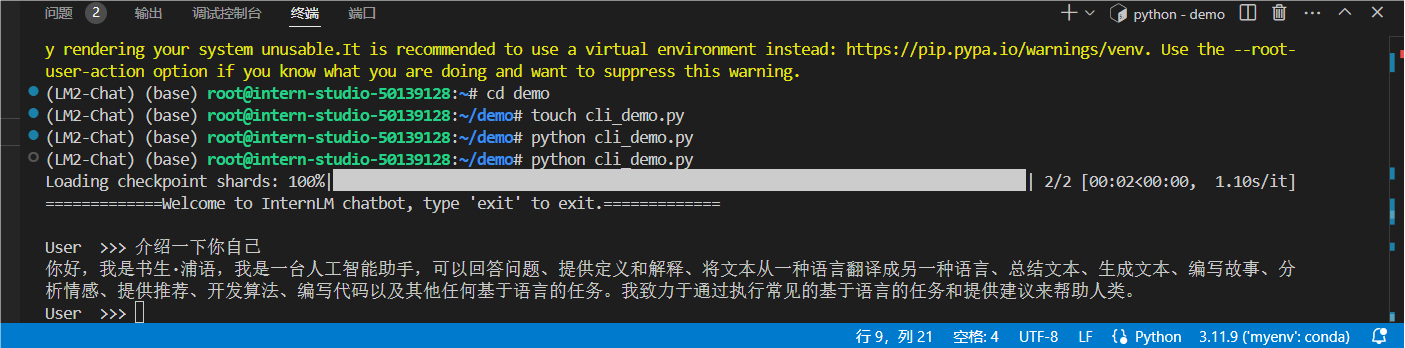 问题 2 输出 调试控制台 终端 端口 python - demo
y rendering your system unusable.It is recommended to use a virtual environment instead: https://pip.pypa.io/warnings/venv. Use the --root-
user-action option if you know what you are doing and want to suppress this warning.
(LM2-Chat) (base) root@intern-studio-50139128:~# cd demo
(LM2-Chat) (base) root@intern-studio-50139128:~/demo# touch cli_demo.py
(LM2-Chat) (base) root@intern-studio-50139128:~/demo# python cli_demo.py
(LM2-Chat) (base) root@intern-studio-50139128:~/demo# python cli_demo.py
Loading checkpoint shards: 100%| | 2/2 [00:02<00:00,  1.10s/it]
=============Welcome to InternLM chatbot, type 'exit' to exit.=============
User  >>> 介绍一下你自己
你好，我是书生·浦语，我是一台人工智能助手，可以回答问题、提供定义和解释、将文本从一种语言翻译成另一种语言、总结文本、生成文本、编写故事、分
析情感、提供推荐、开发算法、编写代码以及其他任何基于语言的任务。我致力于通过执行常见的基于语言的任务和提供建议来帮助人类。
User  >>>
行 9，列 21 空格: 4 UTF-8 LF Python 3.11.9 ('myenv': conda)